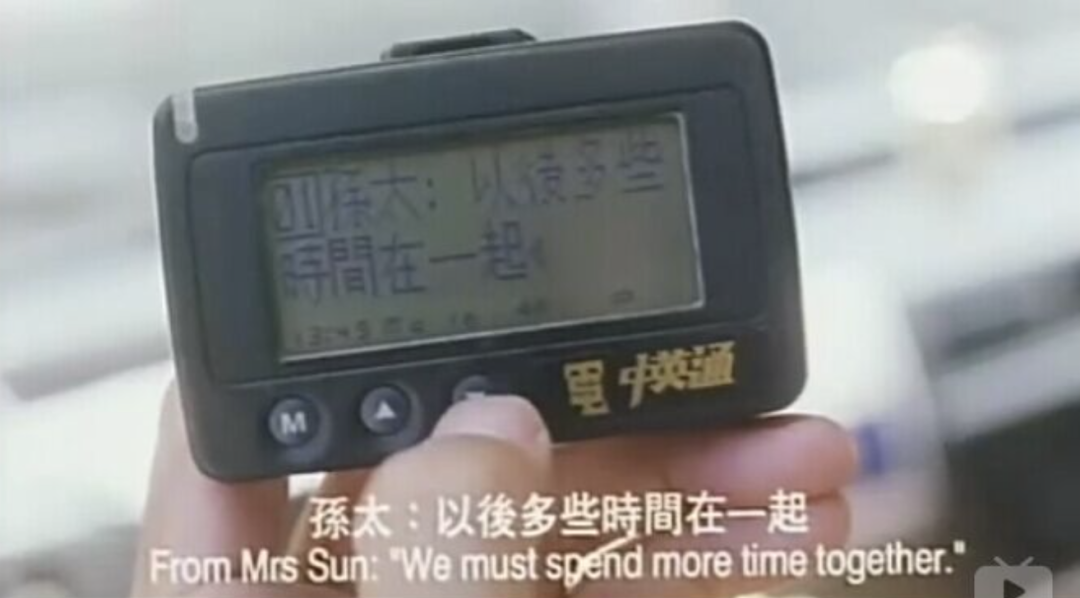 孫太：以後多些
時間在一起
M
電 中英通
孫太：以後多些時間在一起
From Mrs Sun: "We must spend more time together."